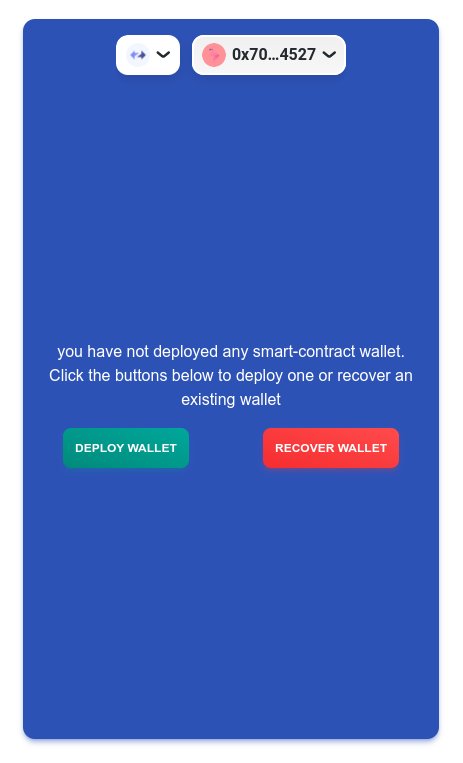 0x70...4527
you have not deployed any smart-contract wallet.
Click the buttons below to deploy one or recover an
existing wallet
DEPLOY WALLET
RECOVER WALLET